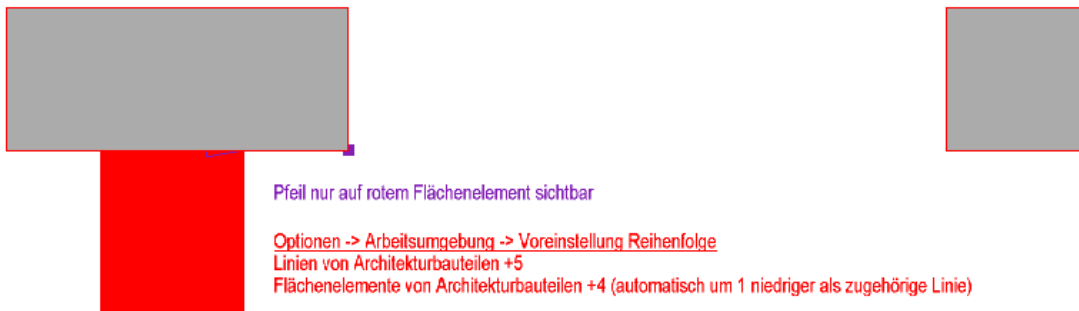 Pfeil nur auf rotem Flächenelement sichtbar
Optionen -> Arbeitsumgebung -> Voreinstellung Reihenfolge
Linien von Architekturbauteilen +5
Flächenelemente von Architekturbauteilen +4 (automatisch um 1 niedriger als zugehörige Linie)